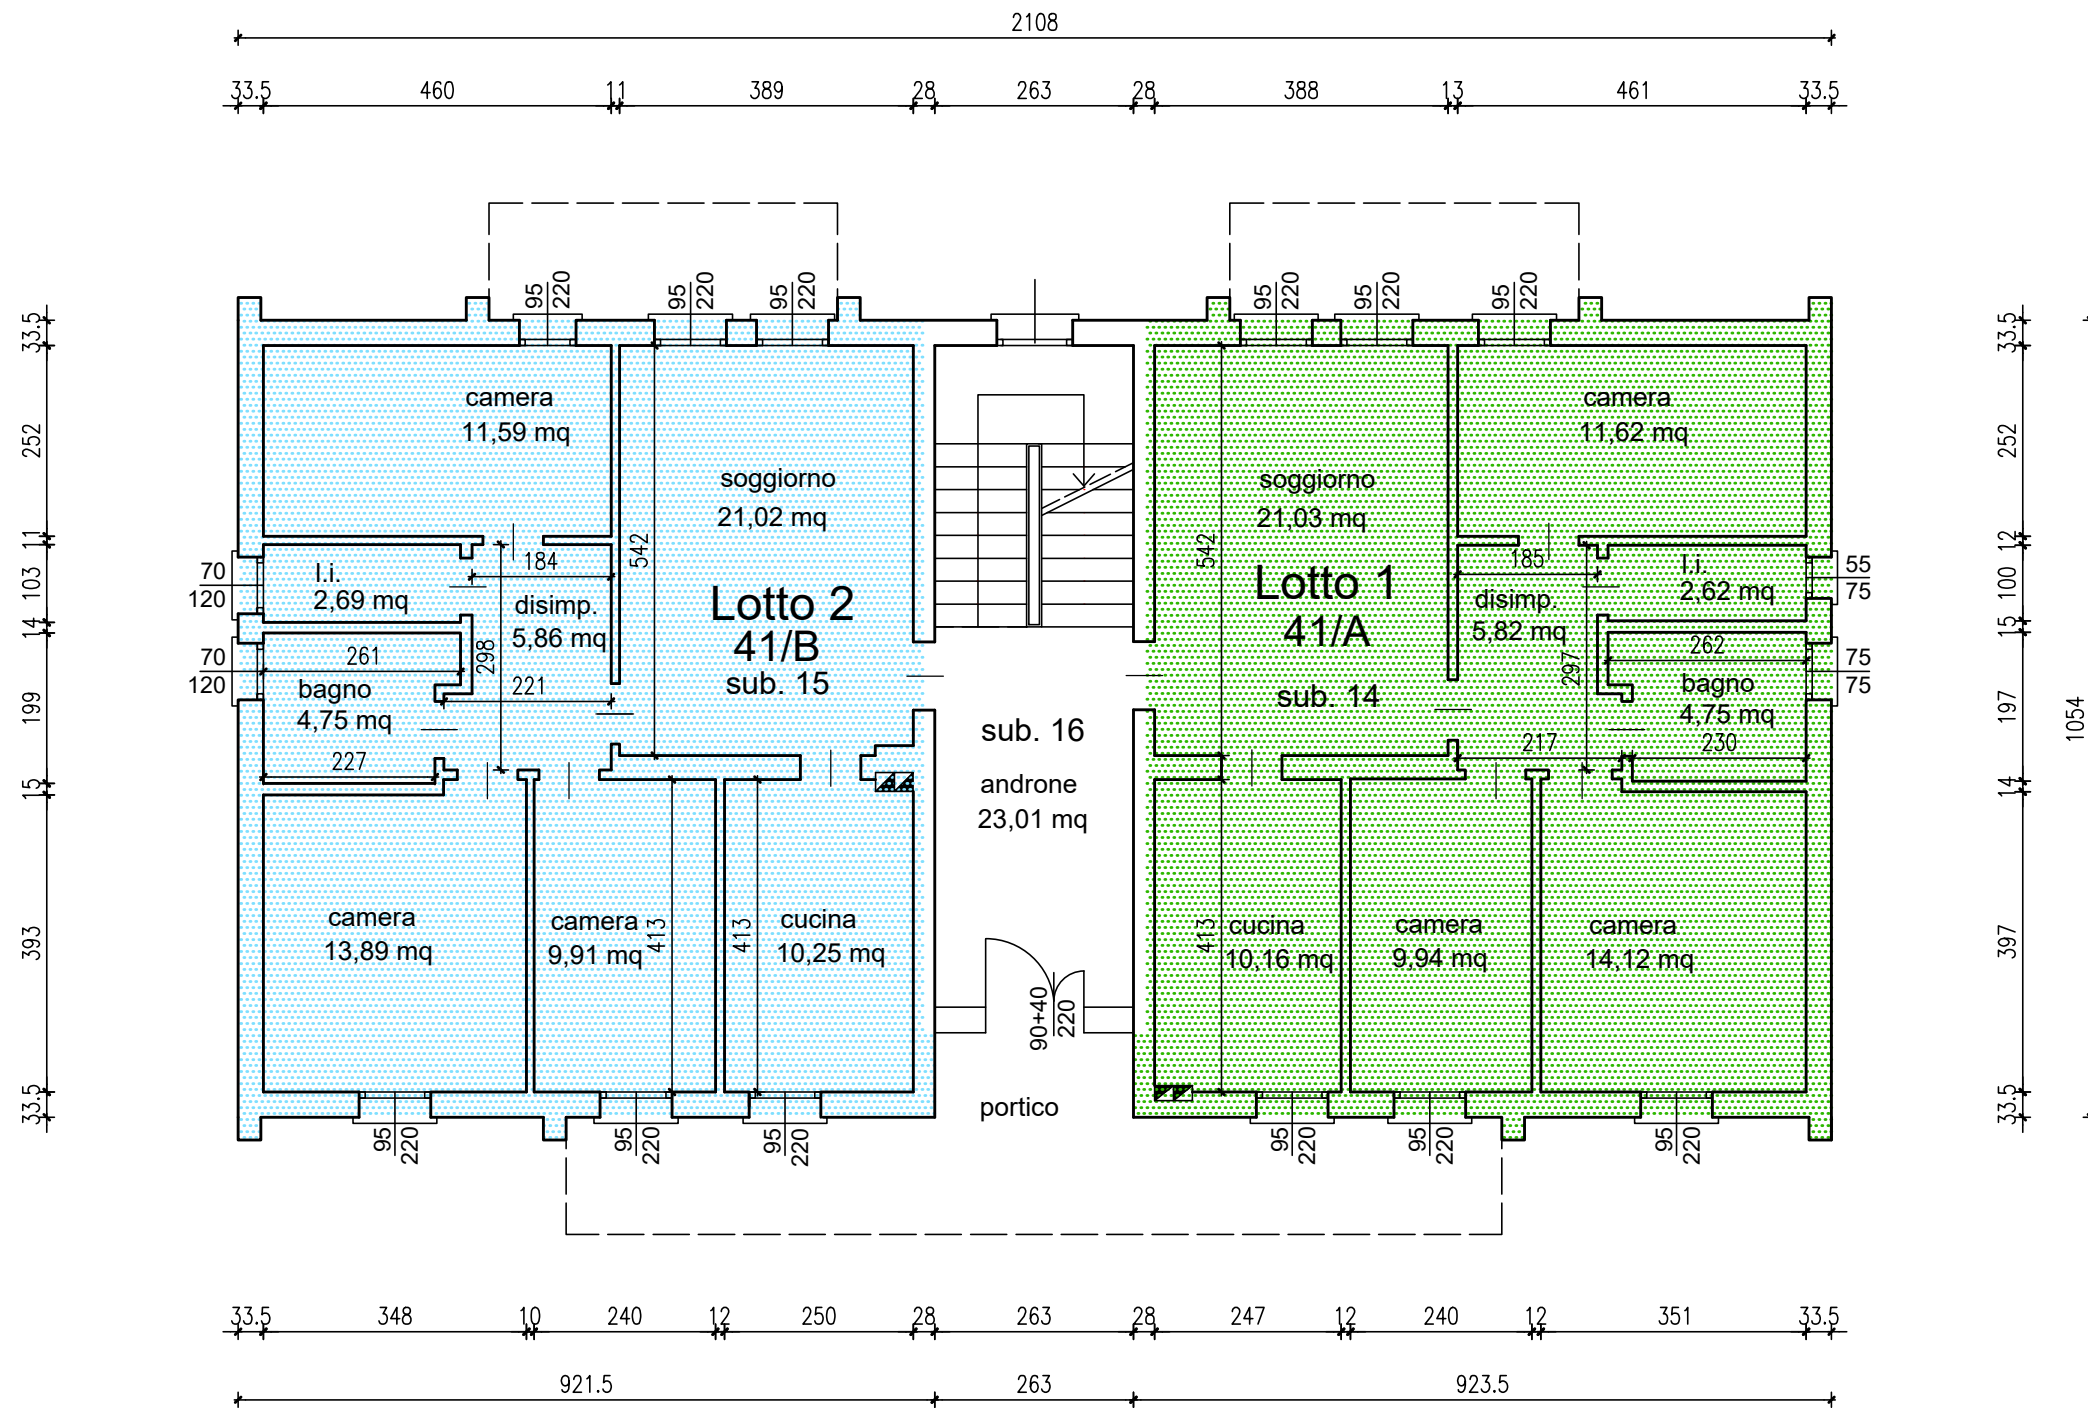 2108
33.5 460 11 389 28 263 28 388 13 461 33.5
95 220
95 220
95 220
95 220
95 220
95 220
33.5
252
11
103
14
199
15
393
33.5
camera
11,59 mq
soggiorno
21,02 mq
542
184
l.i.
2,69 mq
disimp.
5,86 mq
70
120
70
120
261
298
221
bagno
4,75 mq
227
Lotto 2
41/B
sub. 15
camera
13,89 mq
camera
9,91 mq
413
413
cucina
10,25 mq
sub. 16
androne
23,01 mq
90+40
220
portico
soggiorno
21,03 mq
542
Lotto 1
41/A
sub. 14
camera
11,62 mq
185
l.i.
2,62 mq
disimp.
5,82 mq
297
262
bagno
4,75 mq
217
230
55
75
75
75
413
cucina
10,16 mq
camera
9,94 mq
camera
14,12 mq
33.5
252
12
100
15
197
14
397
33.5
1054
95 220
95 220
95 220
95 220
95 220
95 220
33.5 348 10 240 12 250 28 263 28 247 12 240 12 351 33.5
921.5 263 923.5